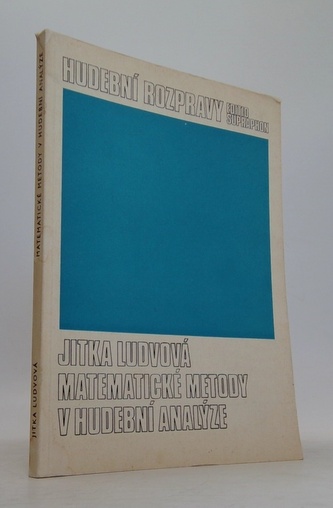 HUDEBNÍ ROZPRAVY
EDITIO
SUPRAPHON
JITKA LUDVOVÁ
MATEMATICKÉ METODY
V HUDEBNÍ ANALÝZE
JITKA LUDVOVÁ
MATEMATICKÉ METODY V HUDEBNÍ ANALÝZE